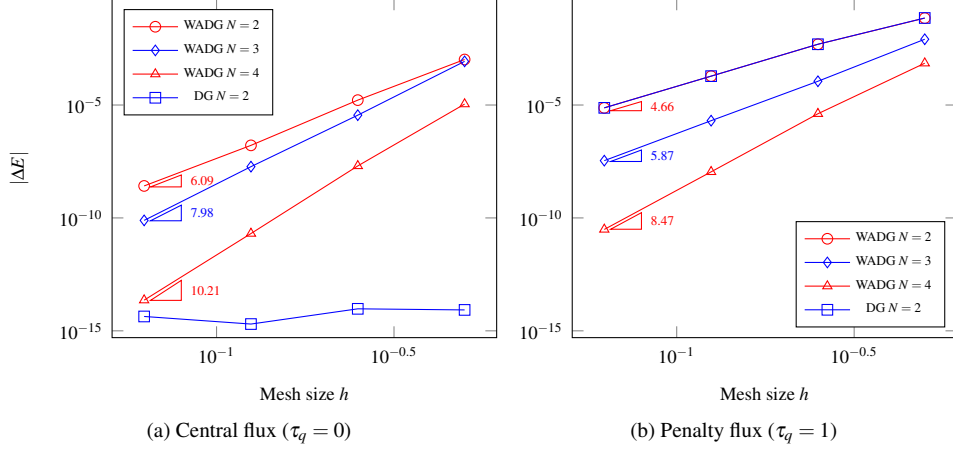 WADG N = 2
WADG N = 3
WADG N = 4
DG N = 2
10^−5
10^−10
10^−15
|ΔE|
6.09
7.98
10.21
10^−1
10^−0.5
Mesh size h
(a) Central flux (τ_q = 0)
10^−5
10^−10
10^−15
4.66
5.87
8.47
WADG N = 2
WADG N = 3
WADG N = 4
DG N = 2
10^−1
10^−0.5
Mesh size h
(b) Penalty flux (τ_q = 1)